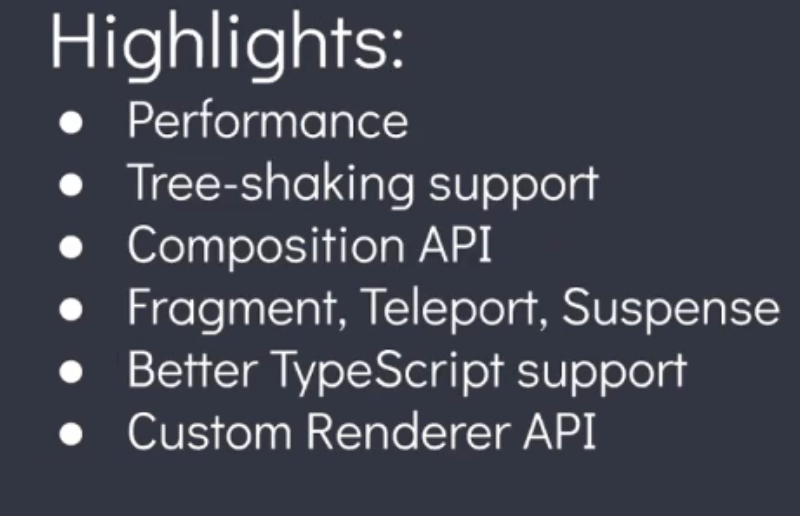 Highlights:
● Performance
● Tree-shaking support
● Composition API
● Fragment, Teleport, Suspense
● Better TypeScript support
● Custom Renderer API